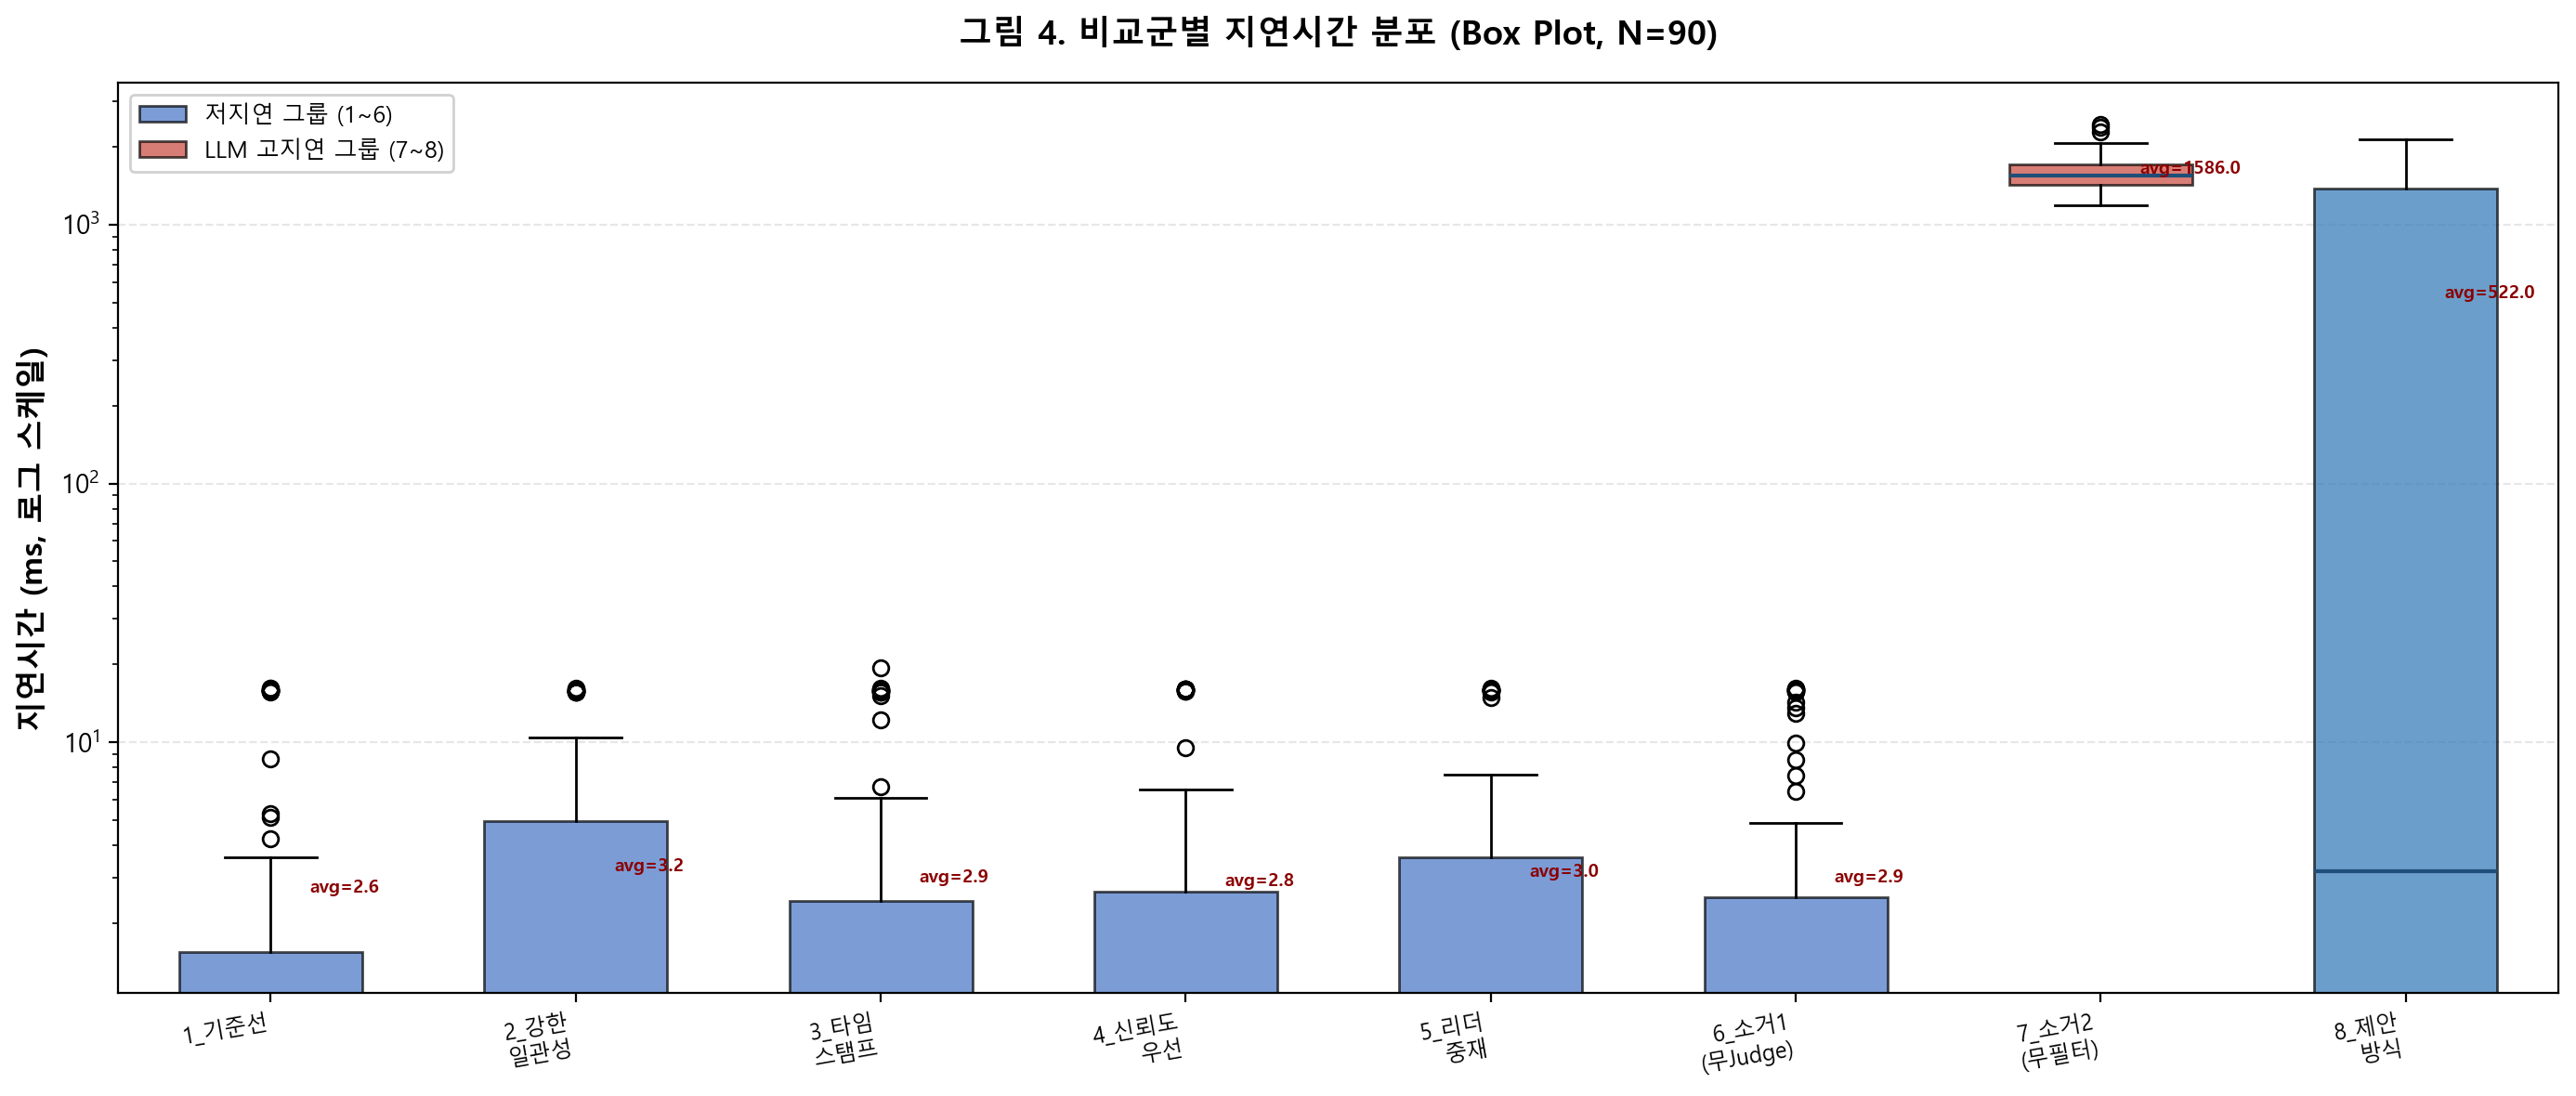 그림 4. 비교군별 지연시간 분포 (Box Plot, N=90)
저지연 그룹 (1~6)
LLM 고지연 그룹 (7~8)
지연시간 (ms, 로그 스케일)
10³
10²
10¹
avg=2.6
avg=3.2
avg=2.9
avg=2.8
avg=3.0
avg=2.9
avg=1586.0
avg=522.0
1_기준선
2_강한
일관성
3_타임
스탬프
4_신뢰도
우선
5_리더
중재
6_소거1
(무Judge)
7_소거2
(무필터)
8_제안
방식